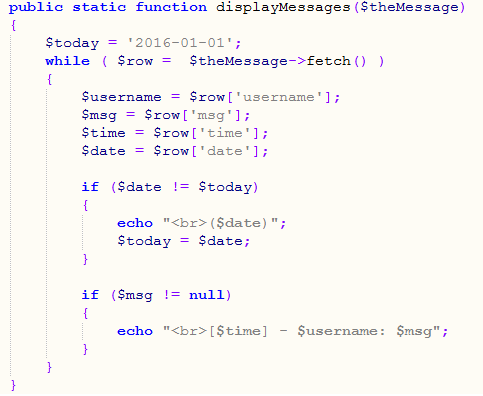 public static function displayMessages($theMessage)
{
    $today = '2016-01-01';
    while ( $row =  $theMessage->fetch() )
    {
        $username = $row['username'];
        $msg = $row['msg'];
        $time = $row['time'];
        $date = $row['date'];

        if ($date != $today)
        {
            echo "<br>($date)";
            $today = $date;
        }

        if ($msg != null)
        {
            echo "<br>[$time] - $username: $msg";
        }
    }
}